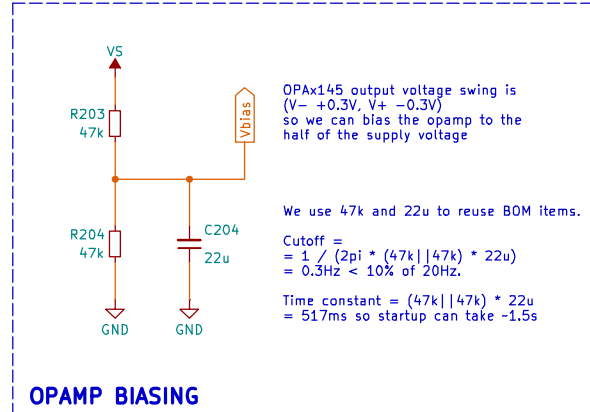 VS
R203
47k
Vbias
OPAx145 output voltage swing is
(V- +0.3V, V+ -0.3V)
so we can bias the opamp to the
half of the supply voltage
R204
47k
C204
22u
GND
GND
We use 47k and 22u to reuse BOM items.
Cutoff =
= 1 / (2pi * (47k||47k) * 22u)
= 0.3Hz < 10% of 20Hz.
Time constant = (47k||47k) * 22u
= 517ms so startup can take ~1.5s
OPAMP BIASING